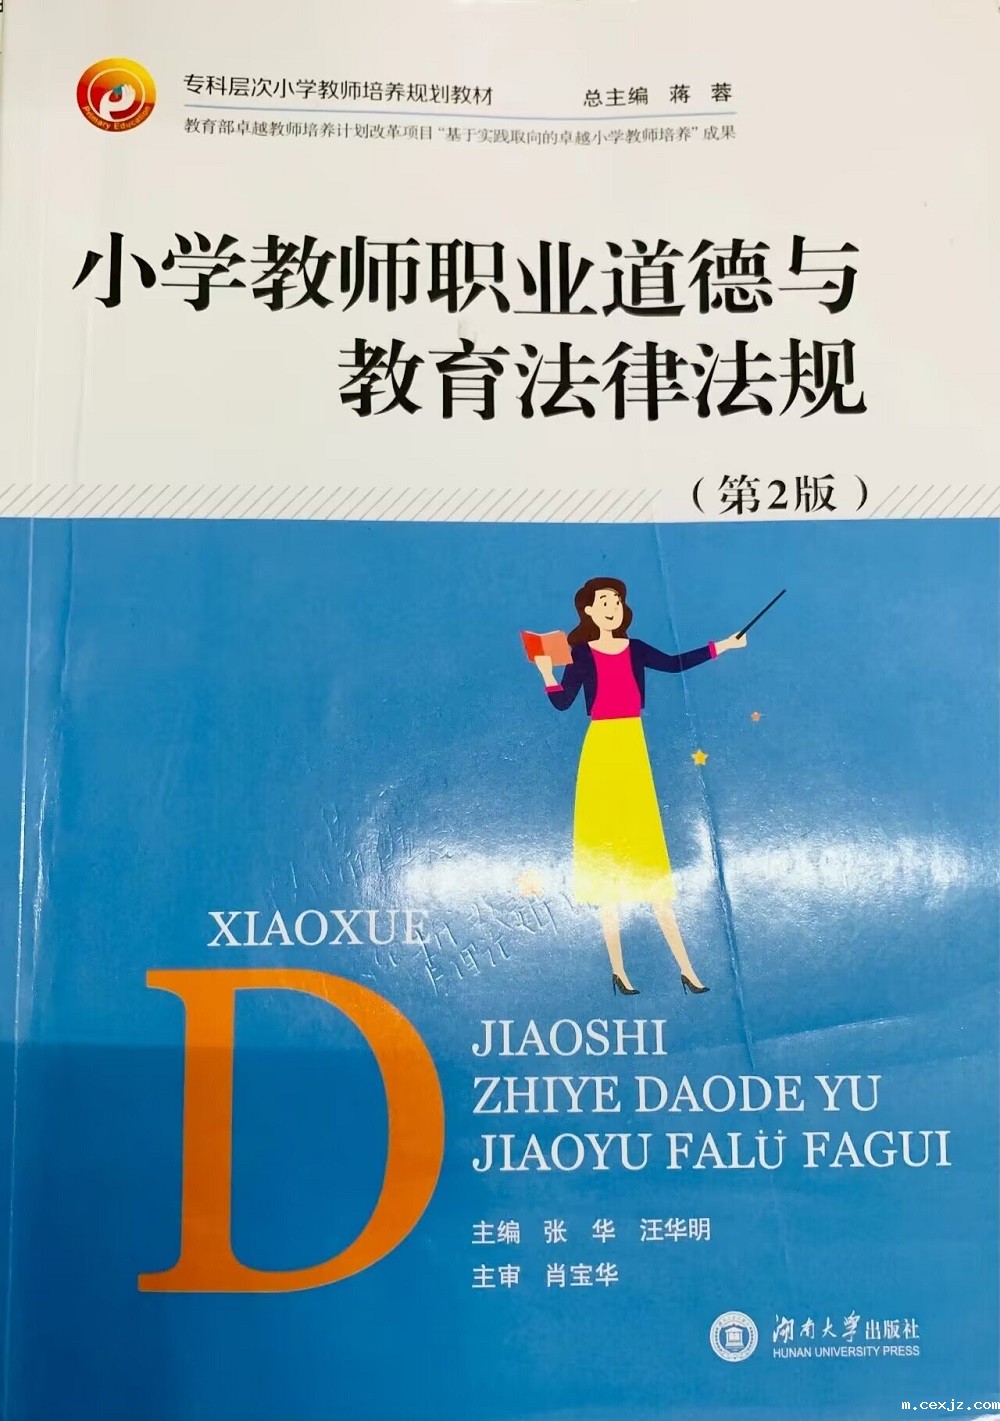 Primary Education
专科层次小学教师培养规划教材 总主编 蒋 蓉
教育部卓越教师培养计划改革项目“基于实践取向的卓越小学教师培养”成果
小学教师职业道德与
教育法律法规
（第2版）
XIAOXUE
D
JIAOSHI
ZHIYE DAODE YU
JIAOYU FALÜ FAGUI
主编 张 华 汪华明
主审 肖宝华
湖南大学出版社
HUNAN UNIVERSITY PRESS
m.cexjz.com